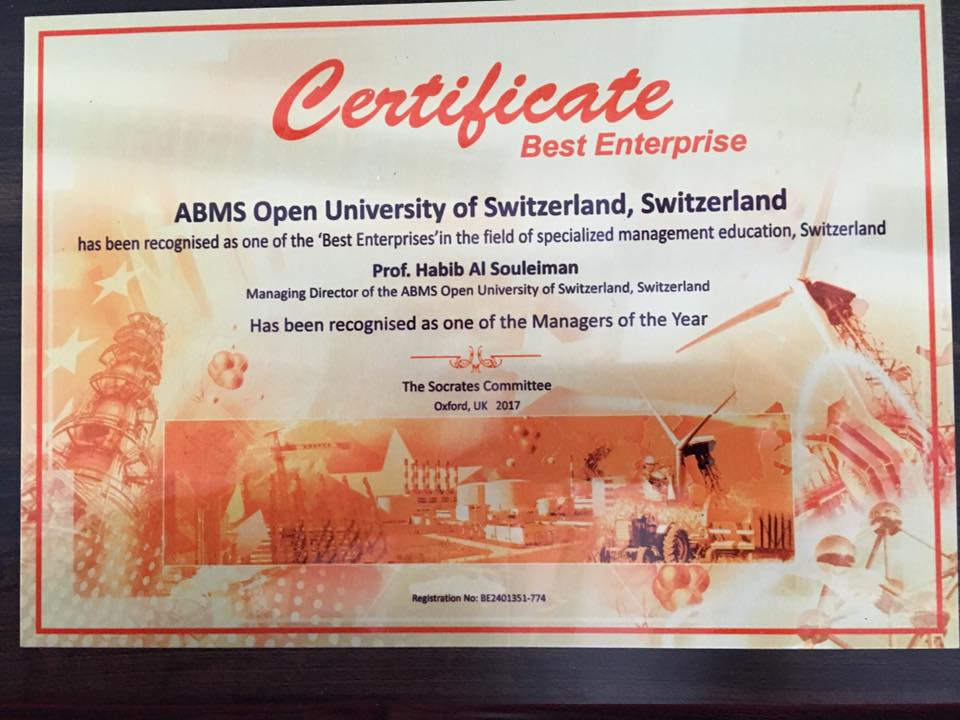 Certificate
Best Enterprise
ABMS Open University of Switzerland, Switzerland
has been recognised as one of the 'Best Enterprises'in the field of specialized management education, Switzerland
Prof. Habib Al Souleiman
Managing Director of the ABMS Open University of Switzerland, Switzerland
Has been recognised as one of the Managers of the Year
The Socrates Committee
Oxford, UK 2017
Registration No: BE2401351-774